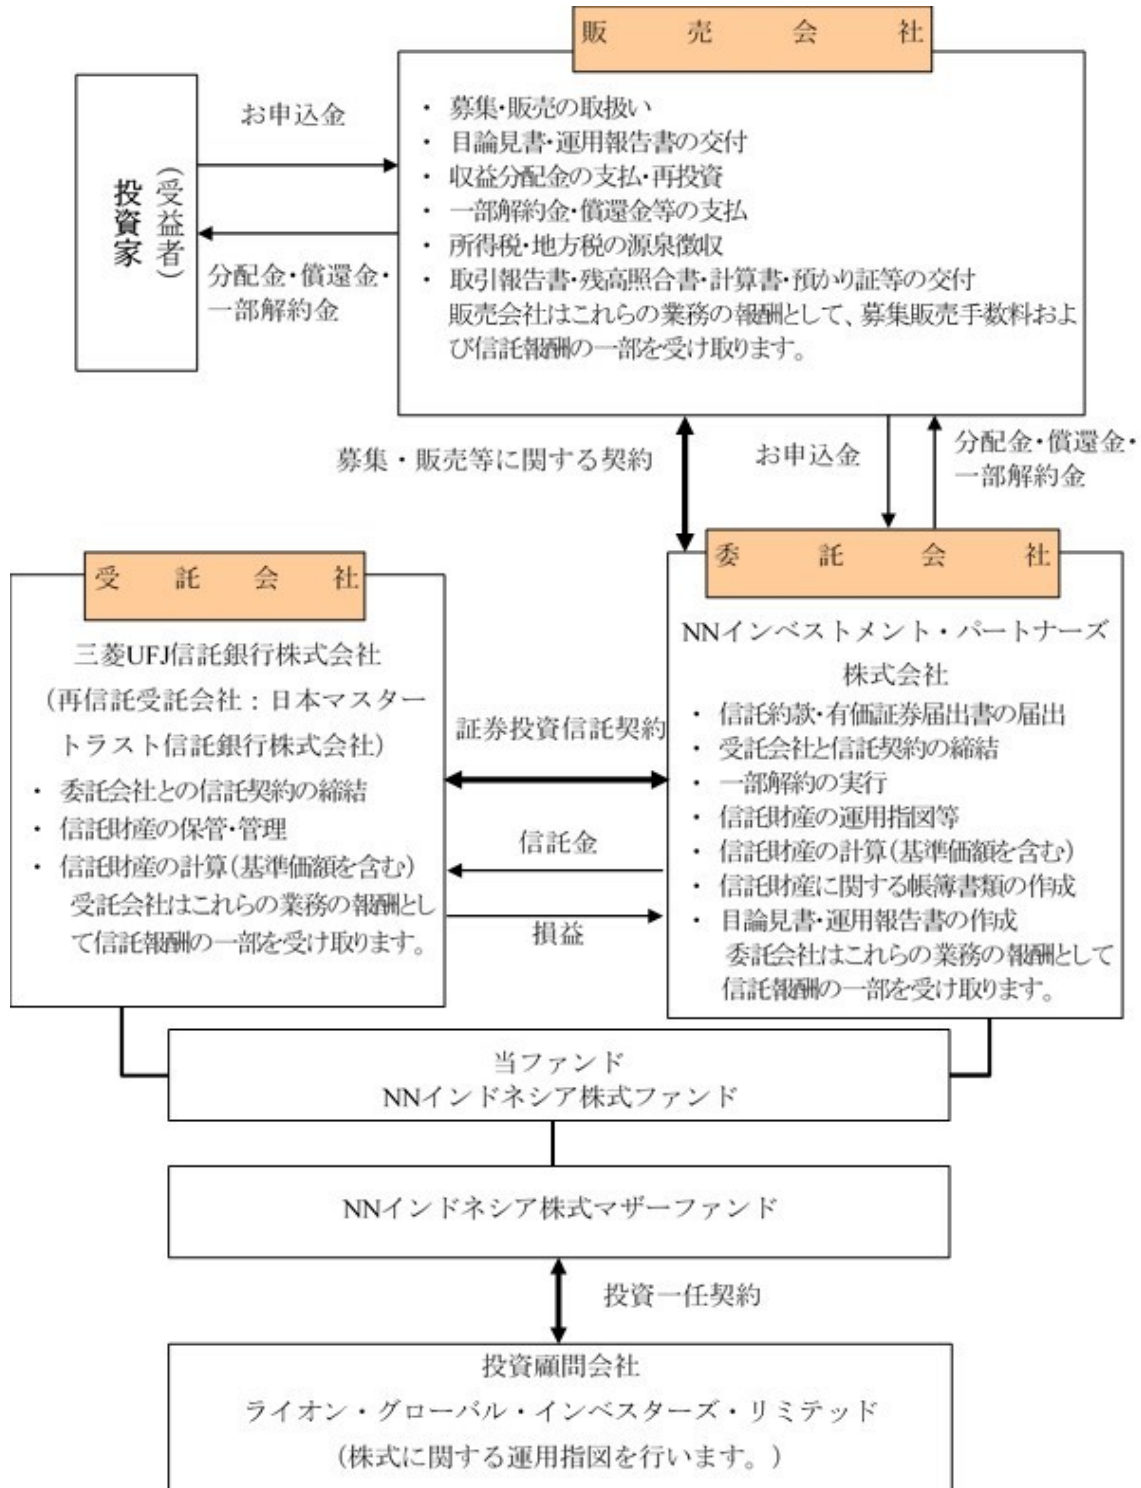 販売会社
・ 募集・販売の取扱い
・ 目論見書・運用報告書の交付
・ 収益分配金の支払・再投資
・ 一部解約金・償還金等の支払
・ 所得税・地方税の源泉徴収
・ 取引報告書・残高照合書・計算書・預かり証等の交付
販売会社はこれらの業務の報酬として、募集販売手数料およ
び信託報酬の一部を受け取ります。
お申込金
投資家
(受益者)
分配金・償還金・
一部解約金
募集・販売等に関する契約
お申込金
分配金・償還金・
一部解約金
受託会社
三菱UFJ信託銀行株式会社
(再信託受託会社:日本マスター
トラスト信託銀行株式会社)
・ 委託会社との信託契約の締結
・ 信託財産の保管・管理
・ 信託財産の計算(基準価額を含む)
受託会社はこれらの業務の報酬とし
て信託報酬の一部を受け取ります。
証券投資信託契約
信託金
損益
委託会社
NNインベストメント・パートナーズ
株式会社
・ 信託約款・有価証券届出書の届出
・ 受託会社と信託契約の締結
・ 一部解約の実行
・ 信託財産の運用指図等
・ 信託財産の計算(基準価額を含む)
・ 信託財産に関する帳簿書類の作成
・ 目論見書・運用報告書の作成
委託会社はこれらの業務の報酬として
信託報酬の一部を受け取ります。
当ファンド
NNインドネシア株式ファンド
NNインドネシア株式マザーファンド
投資一任契約
投資顧問会社
ライオン・グローバル・インベスターズ・リミテッド
(株式に関する運用指図を行います。)